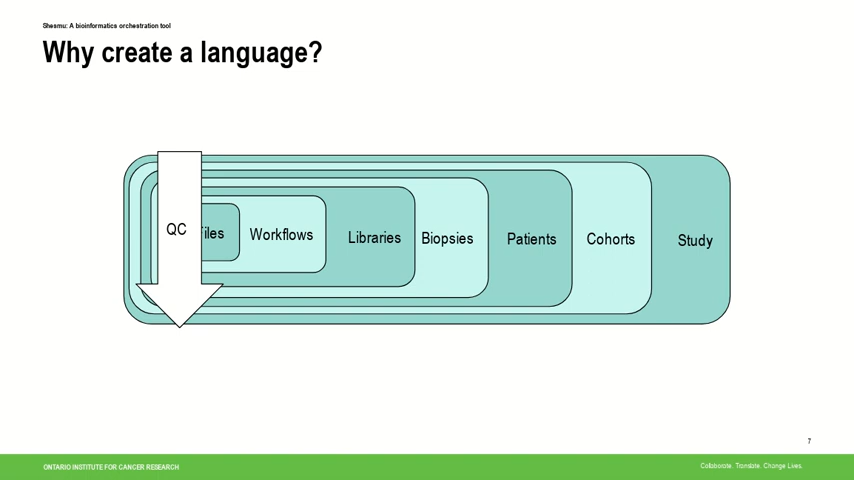 Shesmu: A bioinformatics orchestration tool
Why create a language?
QC
iles
Workflows
Libraries
Biopsies
Patients
Cohorts
Study
7
ONTARIO INSTITUTE FOR CANCER RESEARCH
Collaborate. Translate. Change Lives.